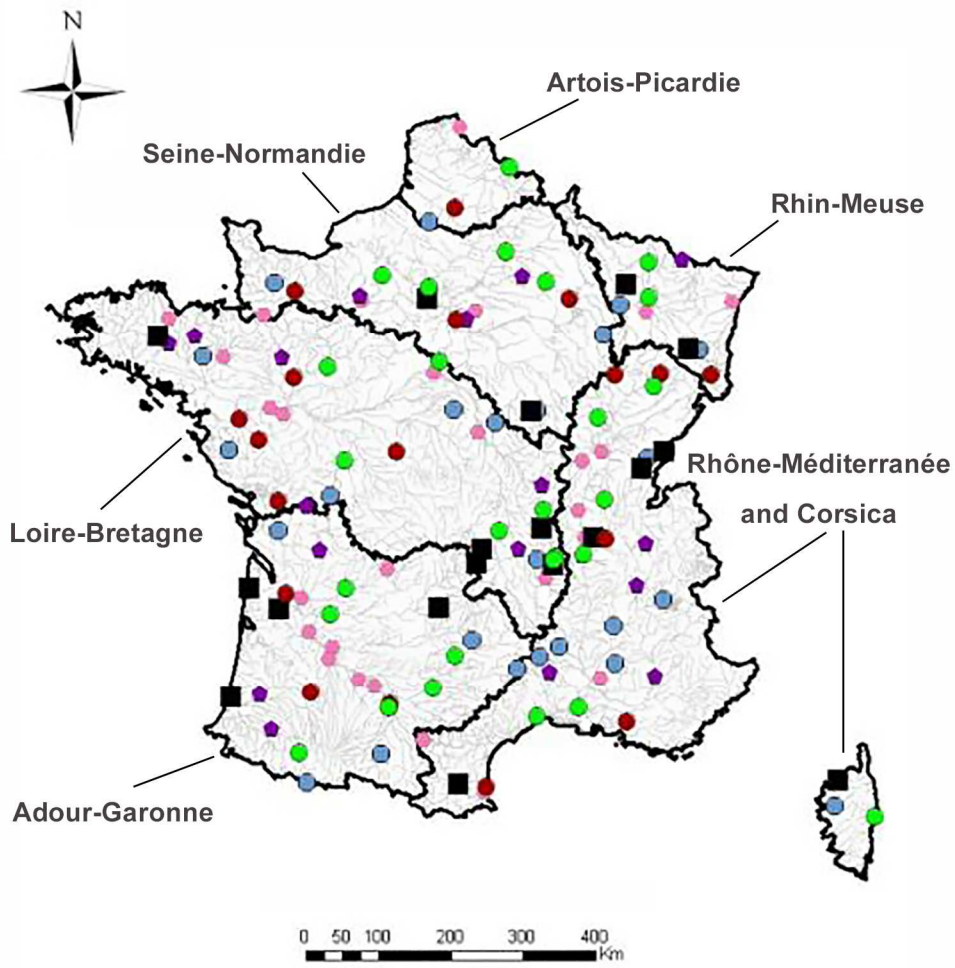 N
Artois-Picardie
Seine-Normandie
Rhin-Meuse
Rhône-Méditerranée
and Corsica
Loire-Bretagne
Adour-Garonne
0 50 100 200 300 400
Km